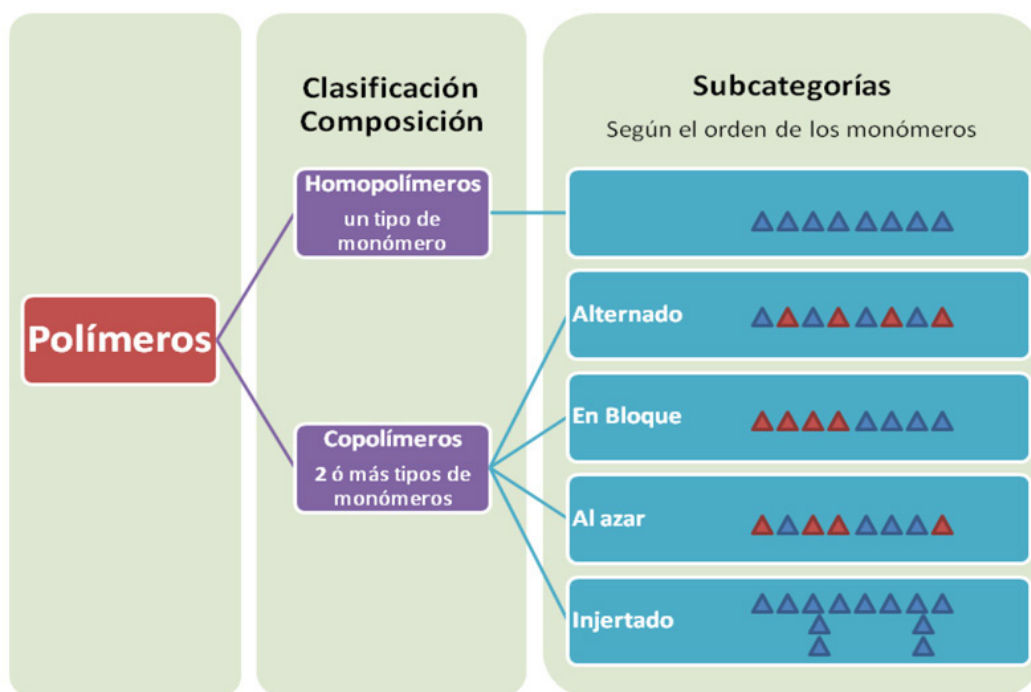 Clasificación
Composición
Subcategorías
Según el orden de los monómeros
Polímeros
Homopolímeros
un tipo de
monómero
Copolímeros
2 ó más tipos de
monómeros
Alternado
En Bloque
Al azar
Injertado